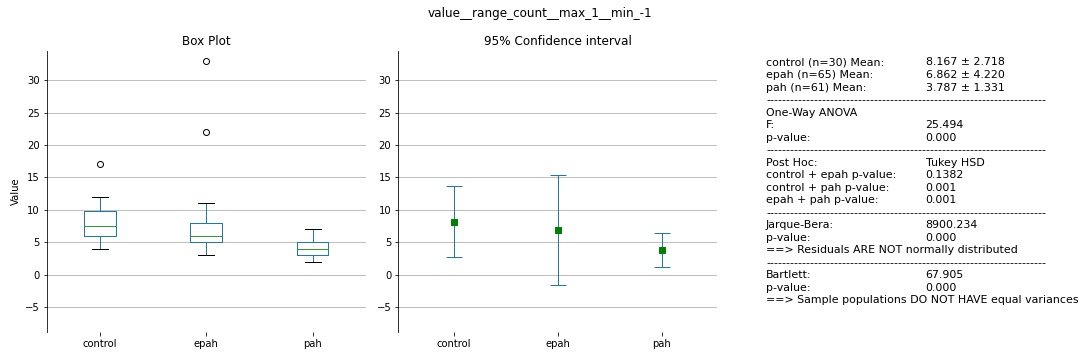 value__range_count__max_1__min_-1
Box Plot
Value
30
25
20
15
10
5
0
−5
control epah pah
95% Confidence interval
30
25
20
15
10
5
0
−5
control epah pah
control (n=30) Mean: 8.167 ± 2.718
epah (n=65) Mean: 6.862 ± 4.220
pah (n=61) Mean: 3.787 ± 1.331
One-Way ANOVA
F: 25.494
p-value: 0.000
Post Hoc: Tukey HSD
control + epah p-value: 0.1382
control + pah p-value: 0.001
epah + pah p-value: 0.001
Jarque-Bera: 8900.234
p-value: 0.000
==> Residuals ARE NOT normally distributed
Bartlett: 67.905
p-value: 0.000
==> Sample populations DO NOT HAVE equal variances